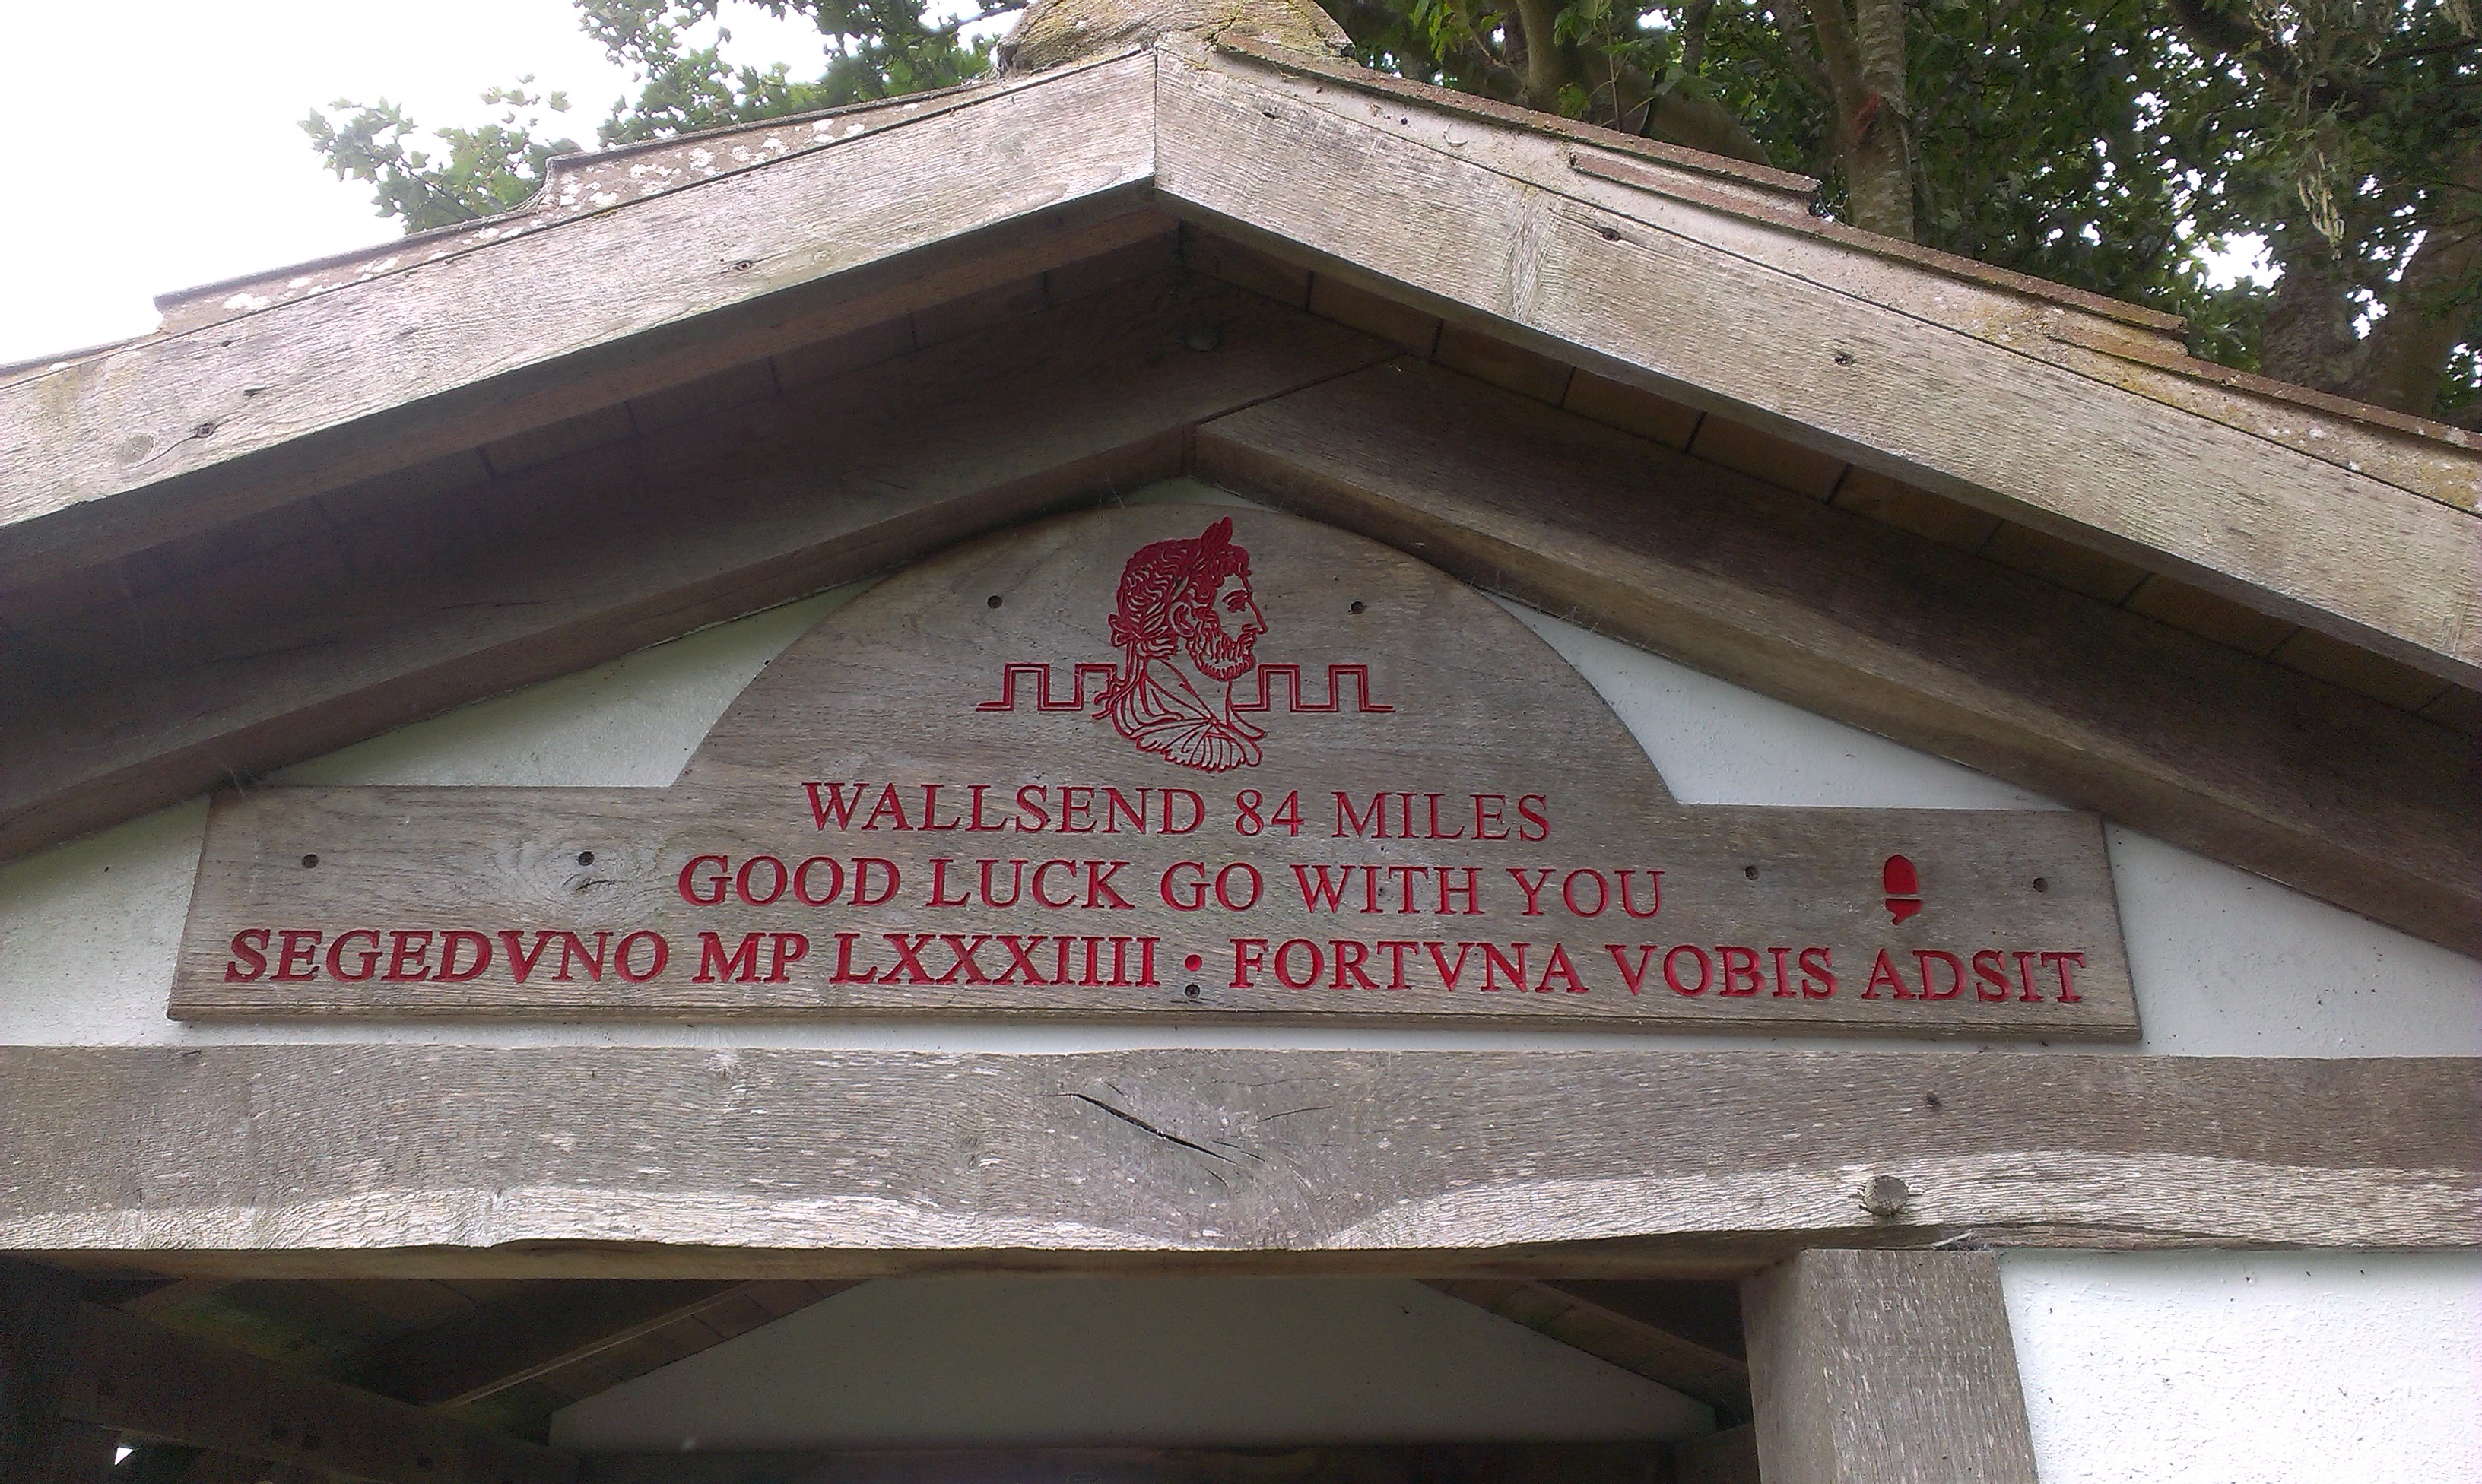 WALLSEND 84 MILES
GOOD LUCK GO WITH YOU
SEGEDVNO MP LXXXIIII • FORTVNA VOBIS ADSIT